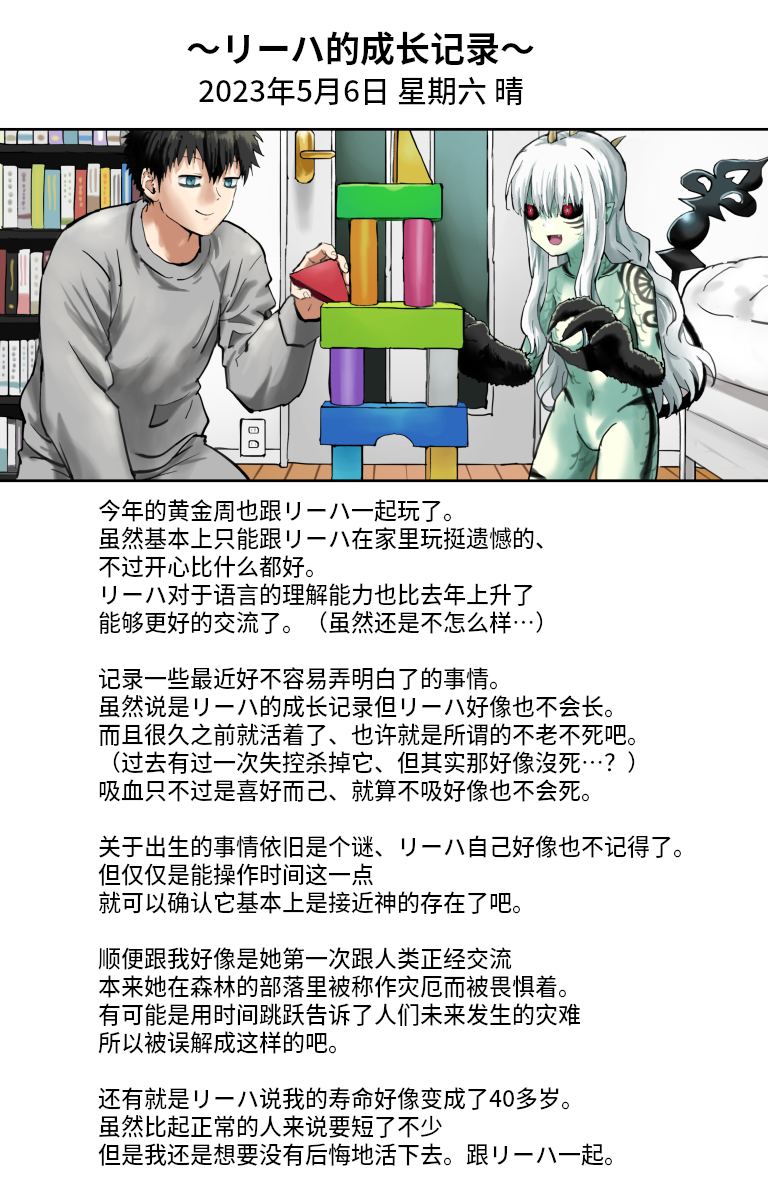 ～リーハ的成长记录～
2023年5月6日 星期六 晴
今年的黄金周也跟リーハ一起玩了。
虽然基本上只能跟リーハ在家里玩挺遗憾的、
不过开心比什么都好。
リーハ对于语言的理解能力也比去年上升了
能够更好的交流了。（虽然还是不怎么样…）
记录一些最近好不容易弄明白了的事情。
虽然说是リーハ的成长记录但リーハ好像也不会长。
而且很久之前就活着了、也许就是所谓的不老不死吧。
（过去有过一次失控杀掉它、但其实那好像沒死…？）
吸血只不过是喜好而己、就算不吸好像也不会死。
关于出生的事情依旧是个谜、リーハ自己好像也不记得了。
但仅仅是能操作时间这一点
就可以确认它基本上是接近神的存在了吧。
顺便跟我好像是她第一次跟人类正经交流
本来她在森林的部落里被称作灾厄而被畏惧着。
有可能是用时间跳跃告诉了人们未来发生的灾难
所以被误解成这样的吧。
还有就是リーハ说我的寿命好像变成了40多岁。
虽然比起正常的人来说要短了不少
但是我还是想要没有后悔地活下去。跟リーハ一起。